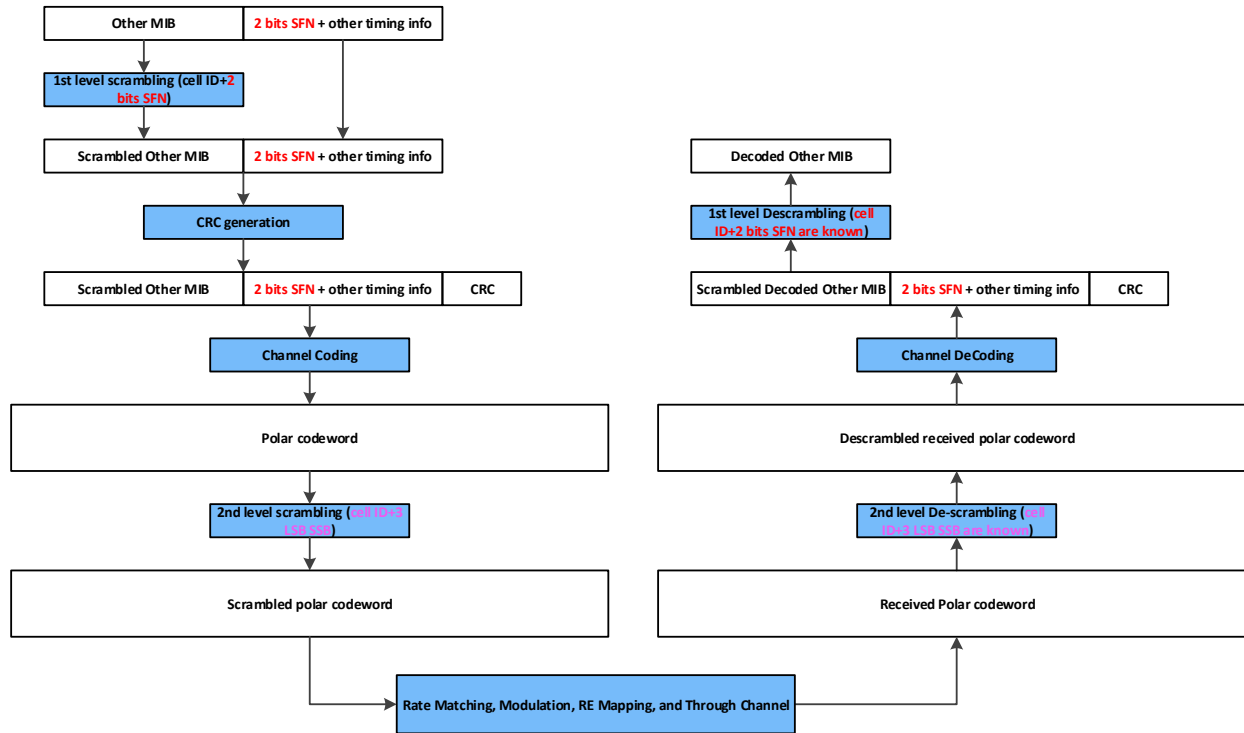 Other MIB
2 bits SFN + other timing info
1st level scrambling (cell ID+2
bits SFN)
Scrambled Other MIB
2 bits SFN + other timing info
CRC generation
Scrambled Other MIB
2 bits SFN + other timing info
CRC
Channel Coding
Polar codeword
2nd level scrambling (cell ID+3
LSB SSB)
Scrambled polar codeword
Rate Matching, Modulation, RE Mapping, and Through Channel
Decoded Other MIB
1st level Descrambling (cell
ID+2 bits SFN are known)
Scrambled Decoded Other MIB
2 bits SFN + other timing info
CRC
Channel DeCoding
Descrambled received polar codeword
2nd level De-scrambling (cell
ID+3 LSB SSB are known)
Received Polar codeword